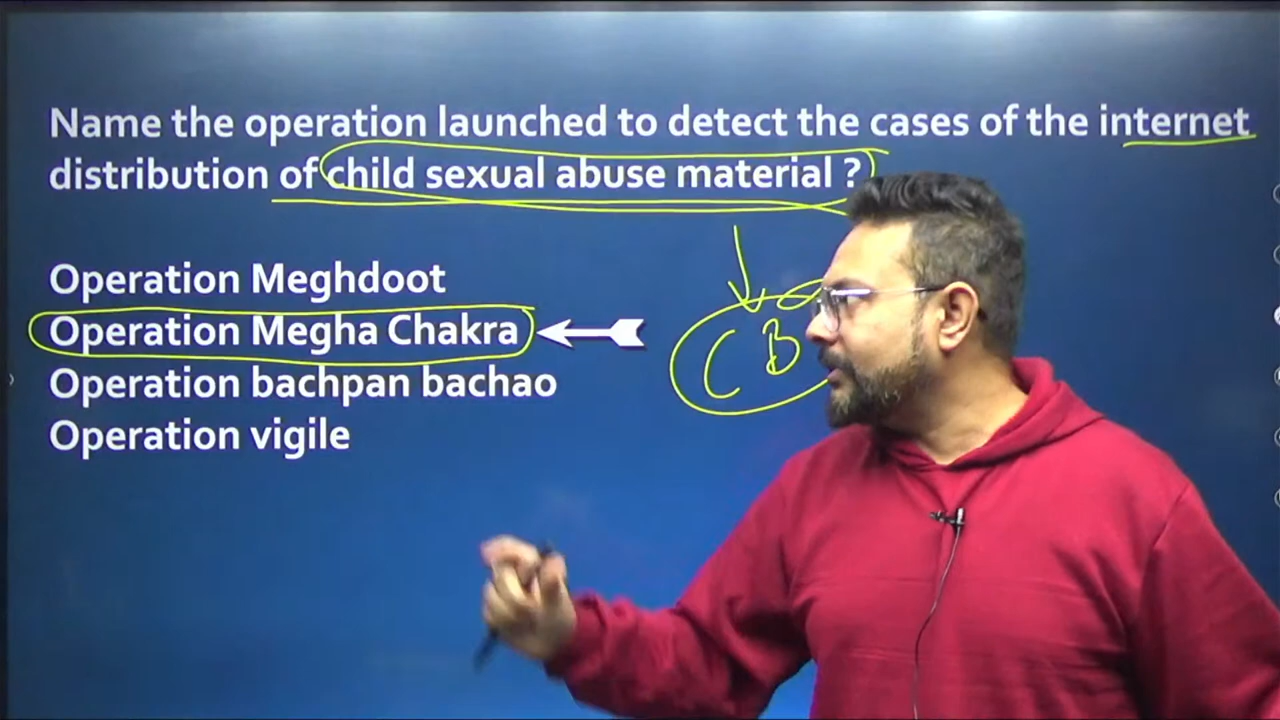 Name the operation launched to detect the cases of the internet
distribution of child sexual abuse material ?
Operation Meghdoot
Operation Megha Chakra
Operation bachpan bachao
Operation vigile
CB